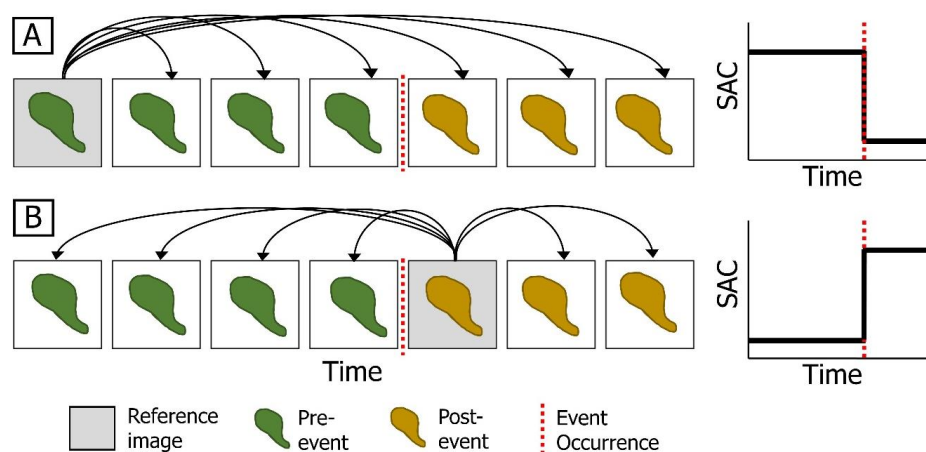 A
SAC
Time
B
SAC
Time
Time
Reference
image
Pre-
event
Post-
event
Event
Occurrence